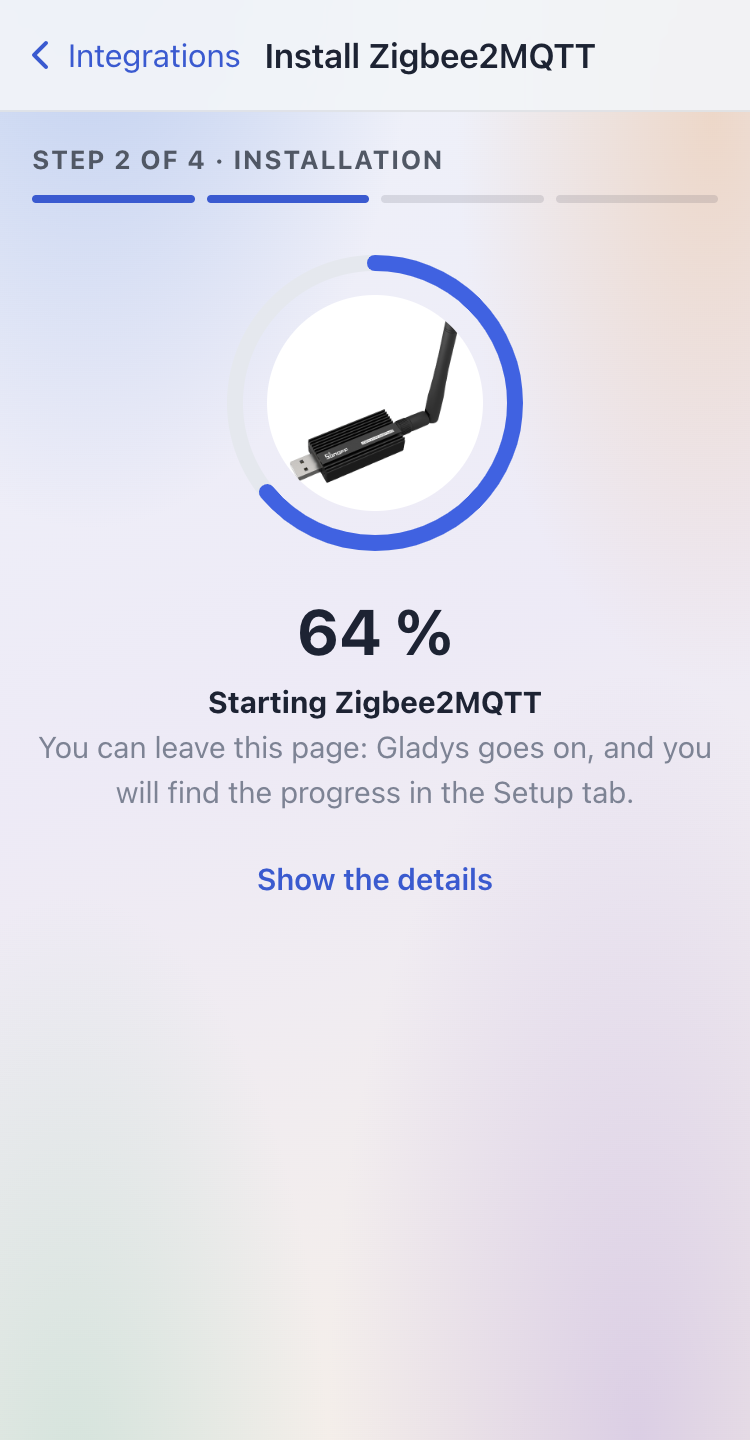 Integrations
Install Zigbee2MQTT
STEP 2 OF 4 · INSTALLATION
SONOFF
64 %
Starting Zigbee2MQTT
You can leave this page: Gladys goes on, and you
will find the progress in the Setup tab.
Show the details